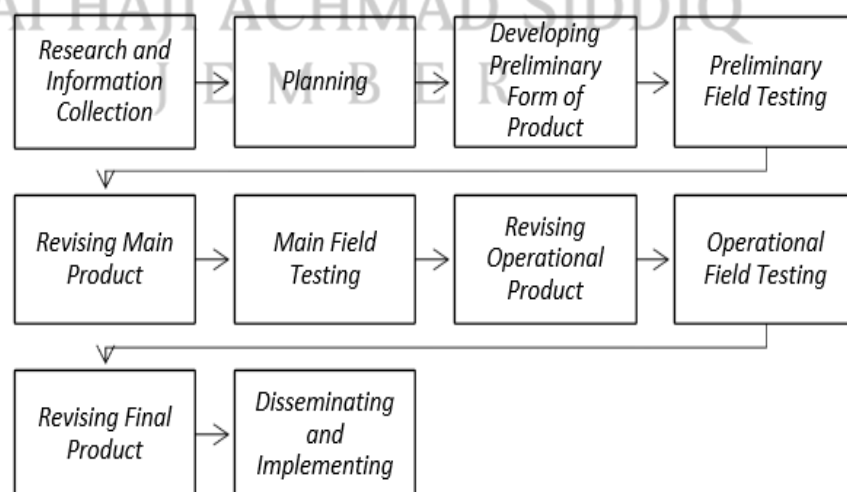 HAJI ACHMAD SIDDIQ
J E M B E R
Research and
Information
Collection
Planning
Developing
Preliminary
Form of
Product
Preliminary
Field Testing
Revising Main
Product
Main Field
Testing
Revising
Operational
Product
Operational
Field Testing
Revising Final
Product
Disseminating
and
Implementing